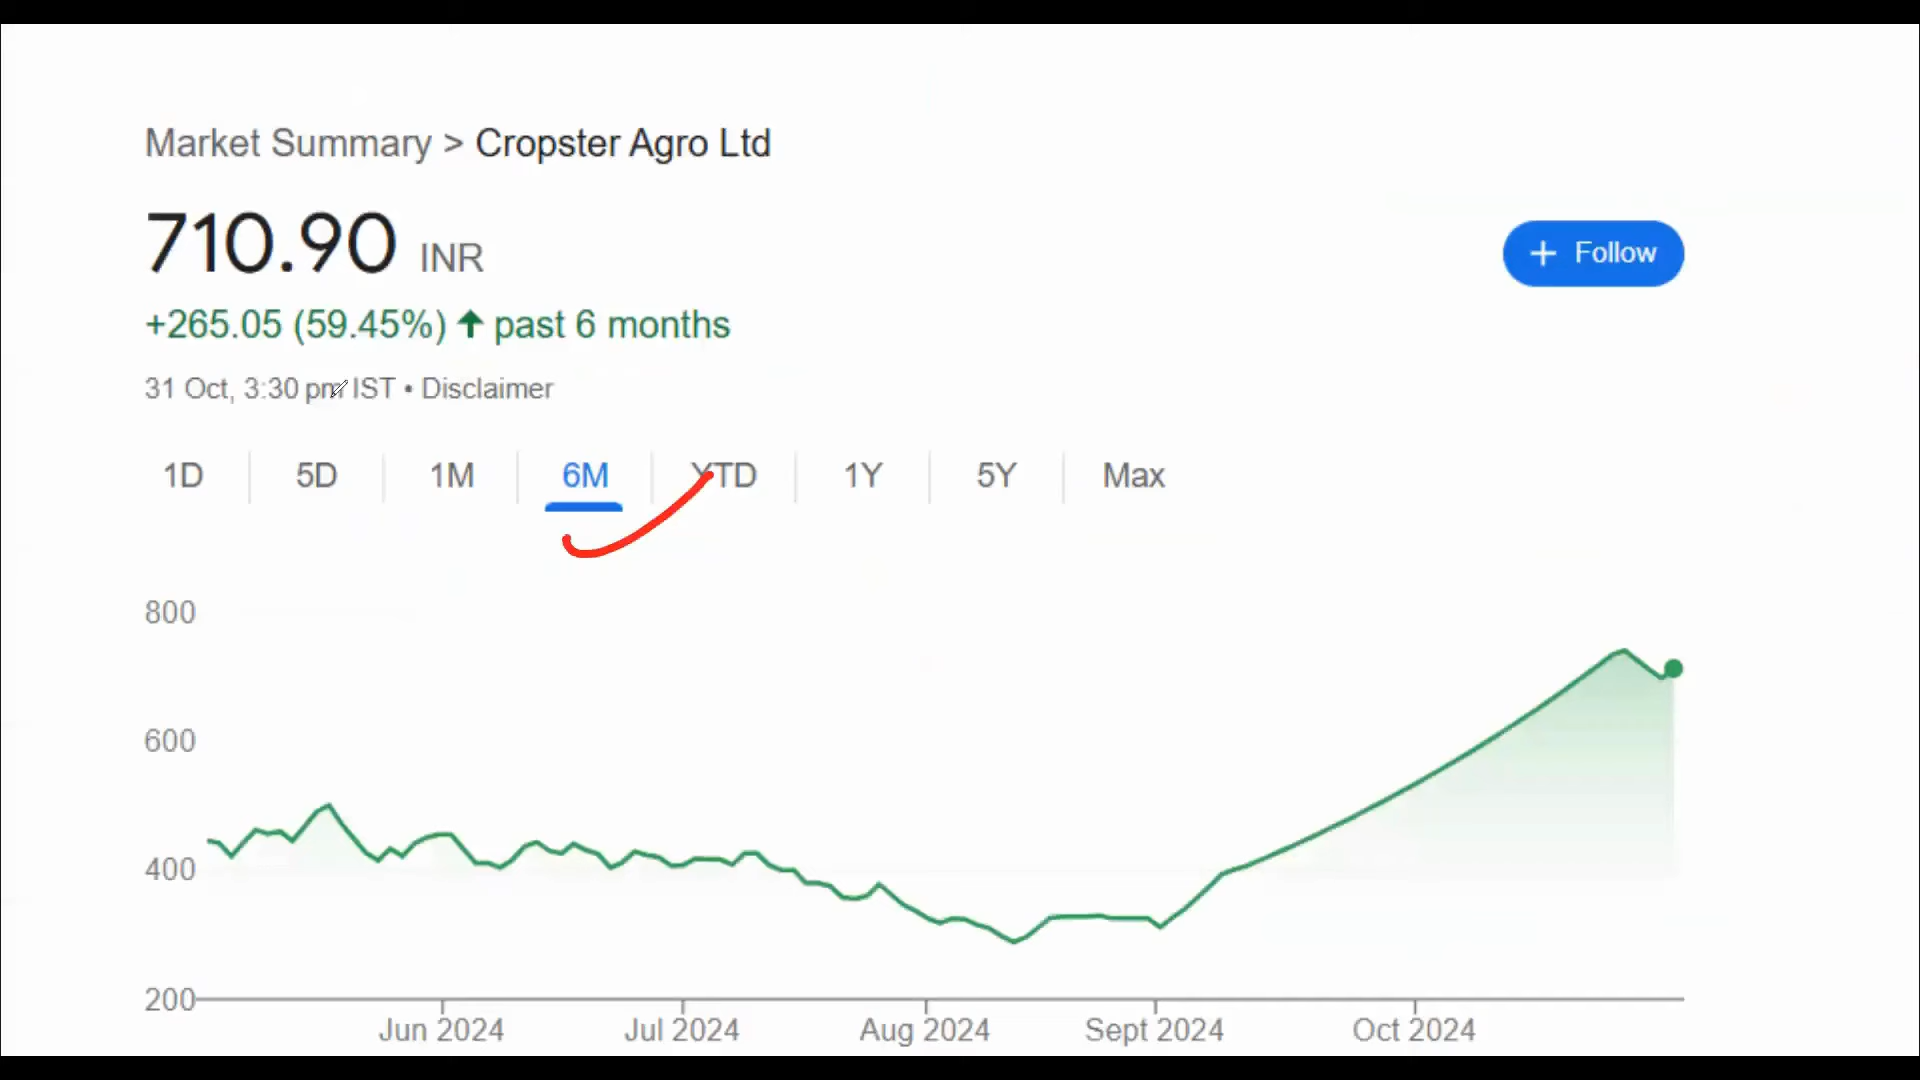 Market Summary > Cropster Agro Ltd
710.90 INR
+ Follow
+265.05 (59.45%) ↑ past 6 months
31 Oct, 3:30 pm IST • Disclaimer
1D 5D 1M 6M YTD 1Y 5Y Max
800
600
400
200
Jun 2024 Jul 2024 Aug 2024 Sept 2024 Oct 2024